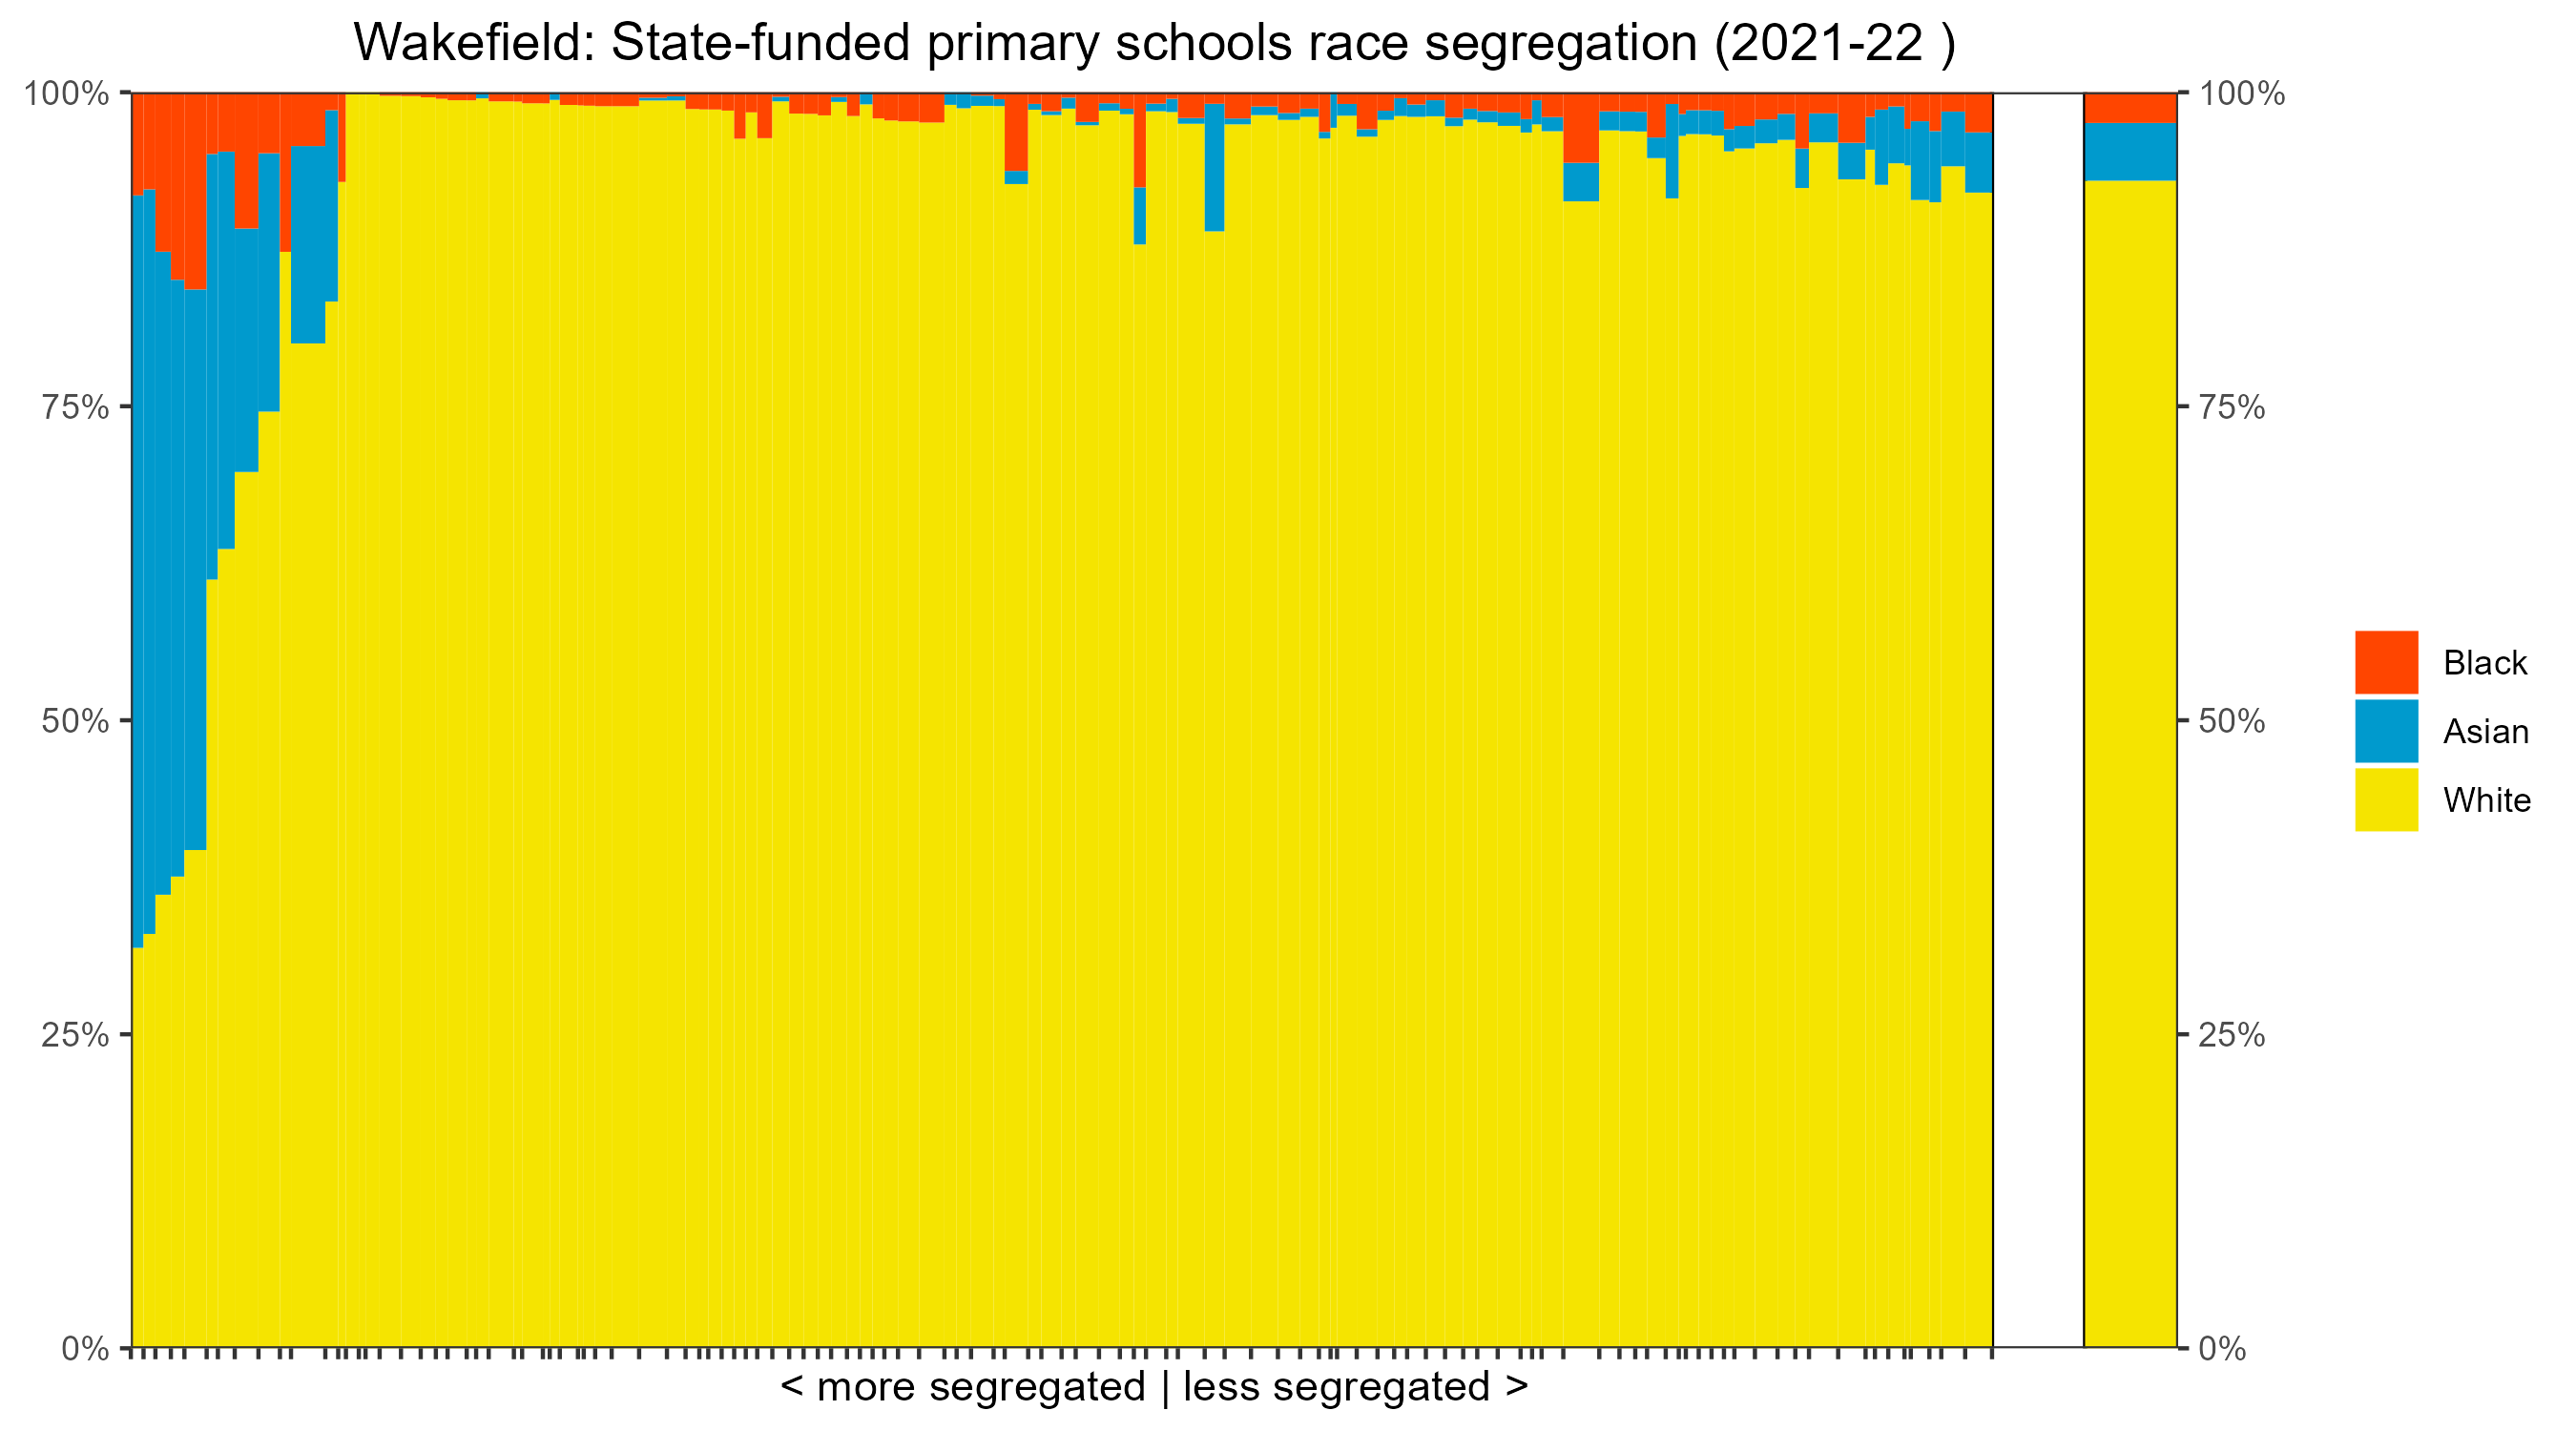 Wakefield: State-funded primary schools race segregation (2021-22 )
100%
75%
50%
25%
0%
100%
75%
50%
25%
0%
Black
Asian
White
< more segregated | less segregated >